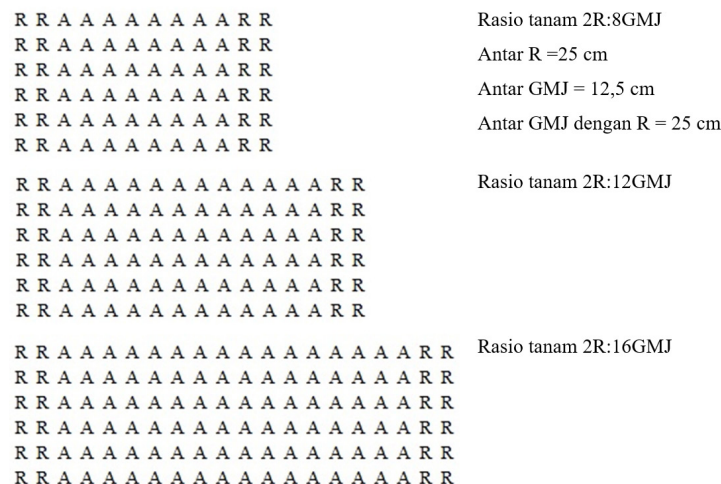 R R A A A A A A A A R R
Rasio tanam 2R:8GMJ
R R A A A A A A A A R R
Antar R =25 cm
R R A A A A A A A A R R
R R A A A A A A A A R R
Antar GMJ = 12,5 cm
R R A A A A A A A A R R
Antar GMJ dengan R = 25 cm
R R A A A A A A A A R R
R R A A A A A A A A A A A A R R
Rasio tanam 2R:12GMJ
R R A A A A A A A A A A A A R R
R R A A A A A A A A A A A A R R
R R A A A A A A A A A A A A R R
R R A A A A A A A A A A A A R R
R R A A A A A A A A A A A A R R
R R A A A A A A A A A A A A A A A A R R
Rasio tanam 2R:16GMJ
R R A A A A A A A A A A A A A A A A R R
R R A A A A A A A A A A A A A A A A R R
R R A A A A A A A A A A A A A A A A R R
R R A A A A A A A A A A A A A A A A R R
R R A A A A A A A A A A A A A A A A R R